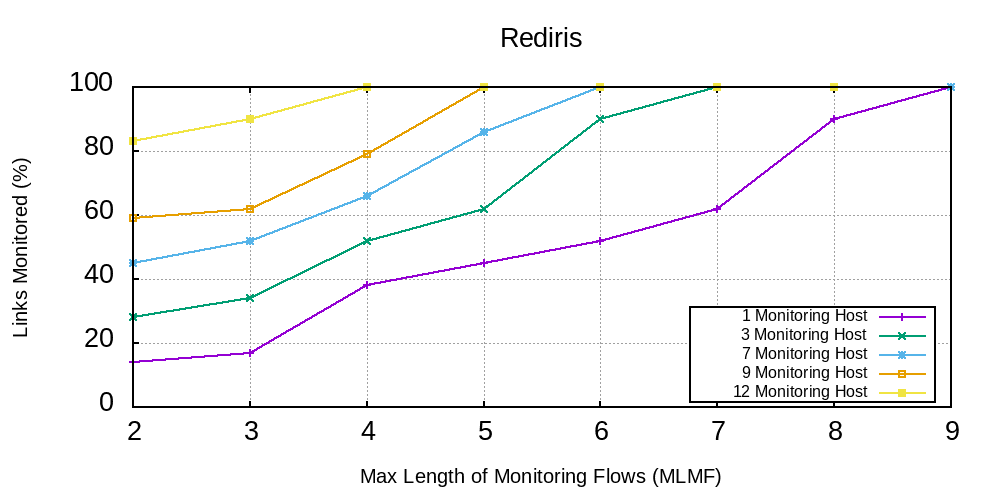 Rediris
100
80
60
40
20
0
Links Monitored (%)
1 Monitoring Host
3 Monitoring Host
7 Monitoring Host
9 Monitoring Host
12 Monitoring Host
2 3 4 5 6 7 8 9
Max Length of Monitoring Flows (MLMF)